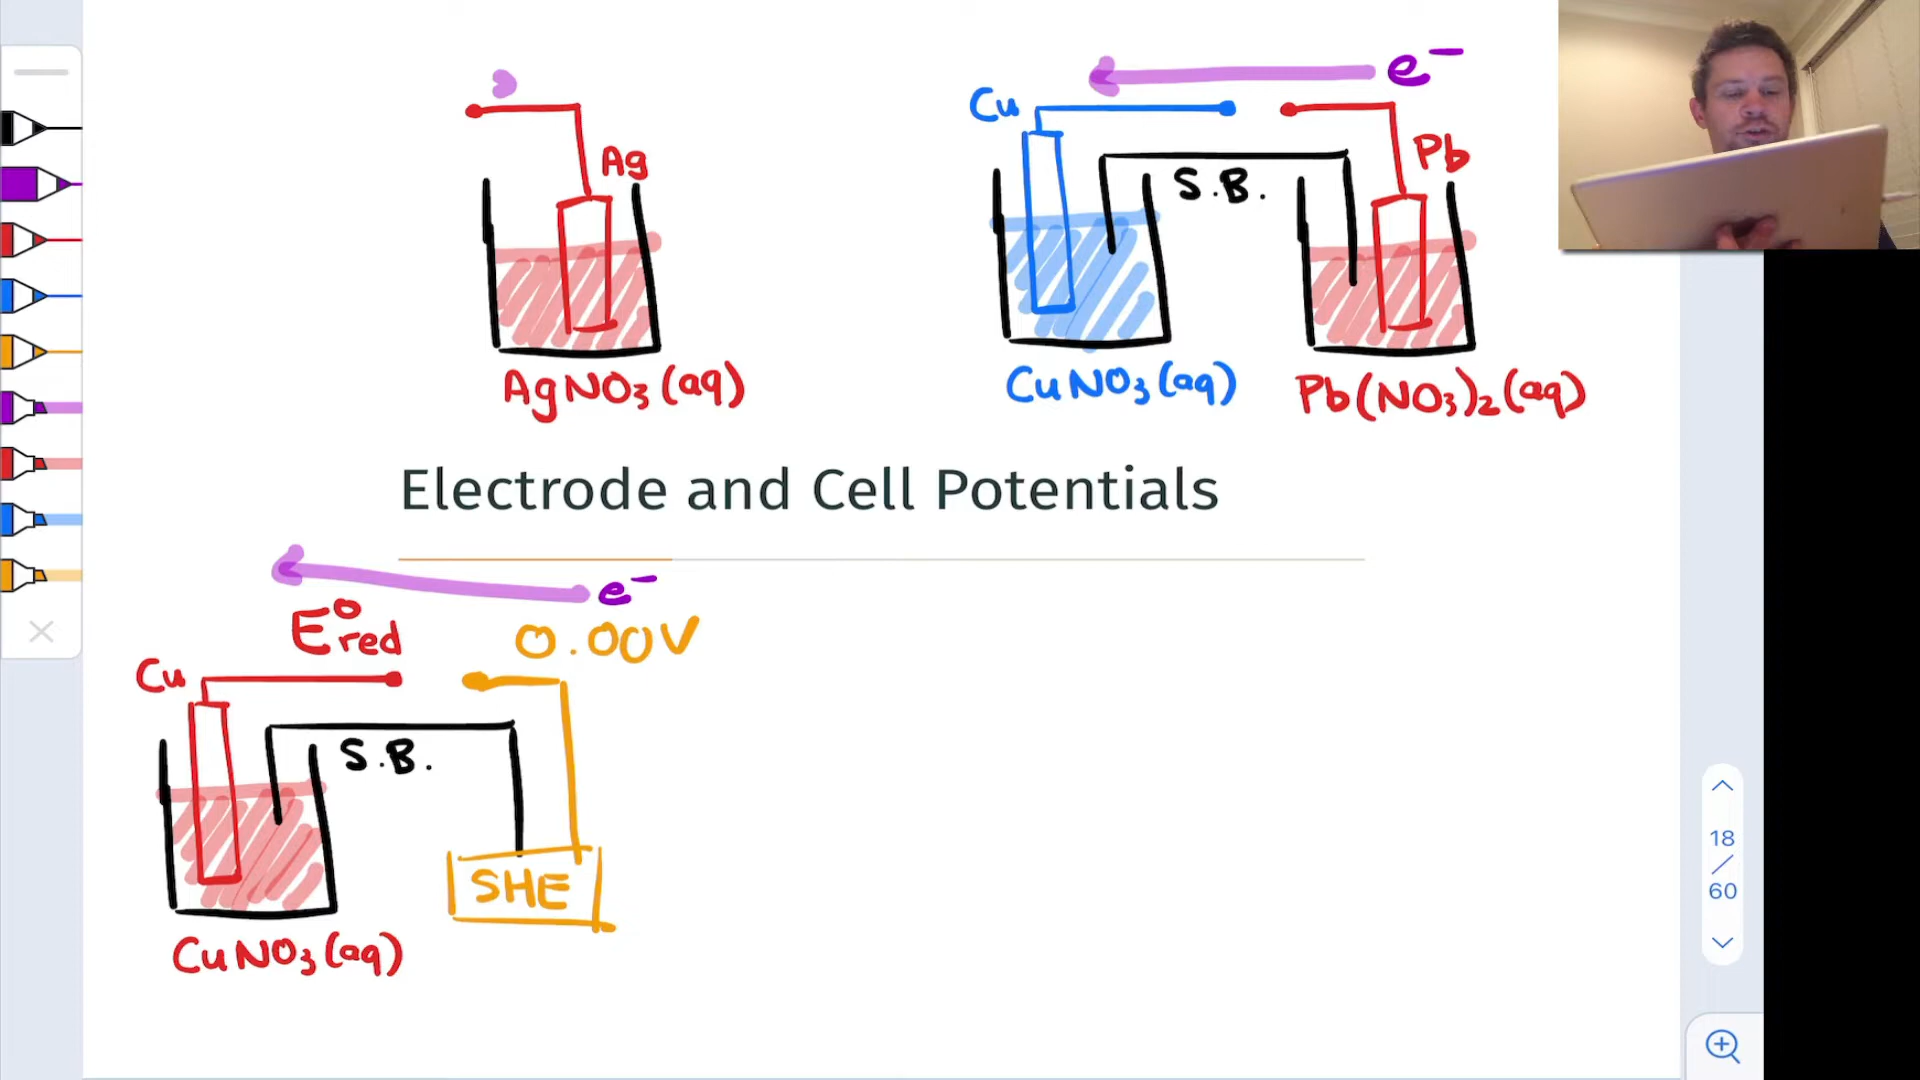 e⁻
Cu
Ag
Pb
S.B.
AgNO₃(aq)
CuNO₃(aq)
Pb(NO₃)₂(aq)
Electrode and Cell Potentials
e⁻
E°red
0.00V
Cu
S.B.
SHE
CuNO₃(aq)
18
/
60